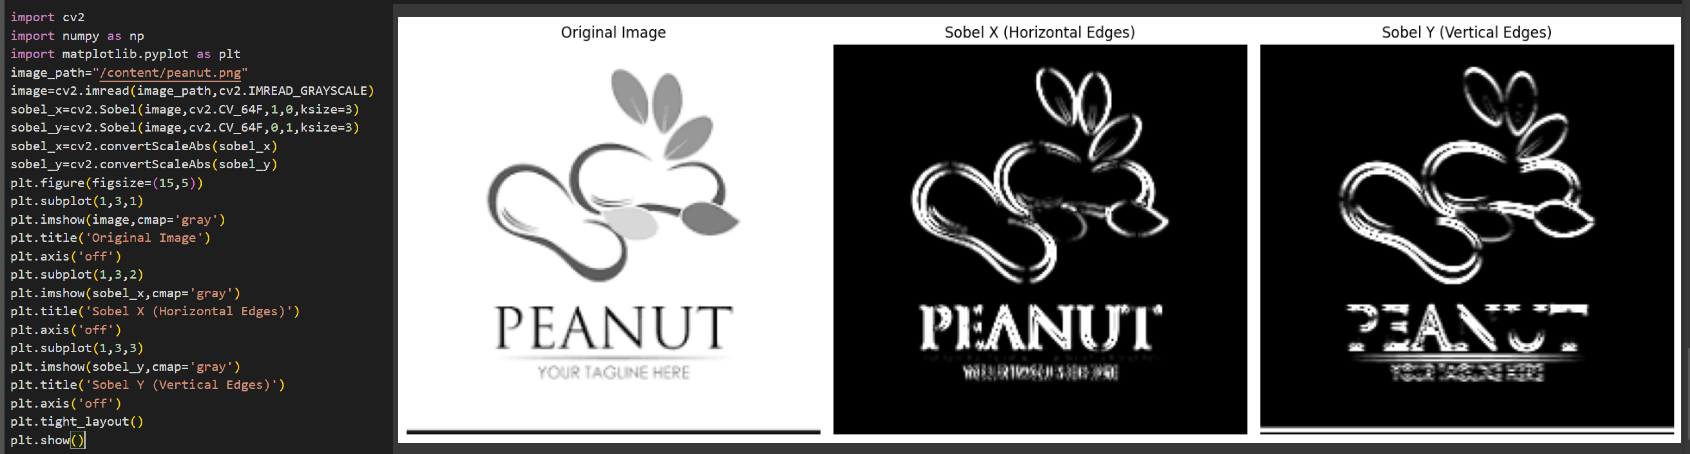 import cv2
import numpy as np
import matplotlib.pyplot as plt
image_path="/content/peanut.png"
image=cv2.imread(image_path,cv2.IMREAD_GRAYSCALE)
sobel_x=cv2.Sobel(image,cv2.CV_64F,1,0,ksize=3)
sobel_y=cv2.Sobel(image,cv2.CV_64F,0,1,ksize=3)
sobel_x=cv2.convertScaleAbs(sobel_x)
sobel_y=cv2.convertScaleAbs(sobel_y)
plt.figure(figsize=(15,5))
plt.subplot(1,3,1)
plt.imshow(image,cmap='gray')
plt.title('Original Image')
plt.axis('off')
plt.subplot(1,3,2)
plt.imshow(sobel_x,cmap='gray')
plt.title('Sobel X (Horizontal Edges)')
plt.axis('off')
plt.subplot(1,3,3)
plt.imshow(sobel_y,cmap='gray')
plt.title('Sobel Y (Vertical Edges)')
plt.axis('off')
plt.tight_layout()
plt.show()
Original Image
PEANUT
YOUR TAGLINE HERE
Sobel X (Horizontal Edges)
PEANUT
Sobel Y (Vertical Edges)
PEANUT
YOUR TAGLINE HERE